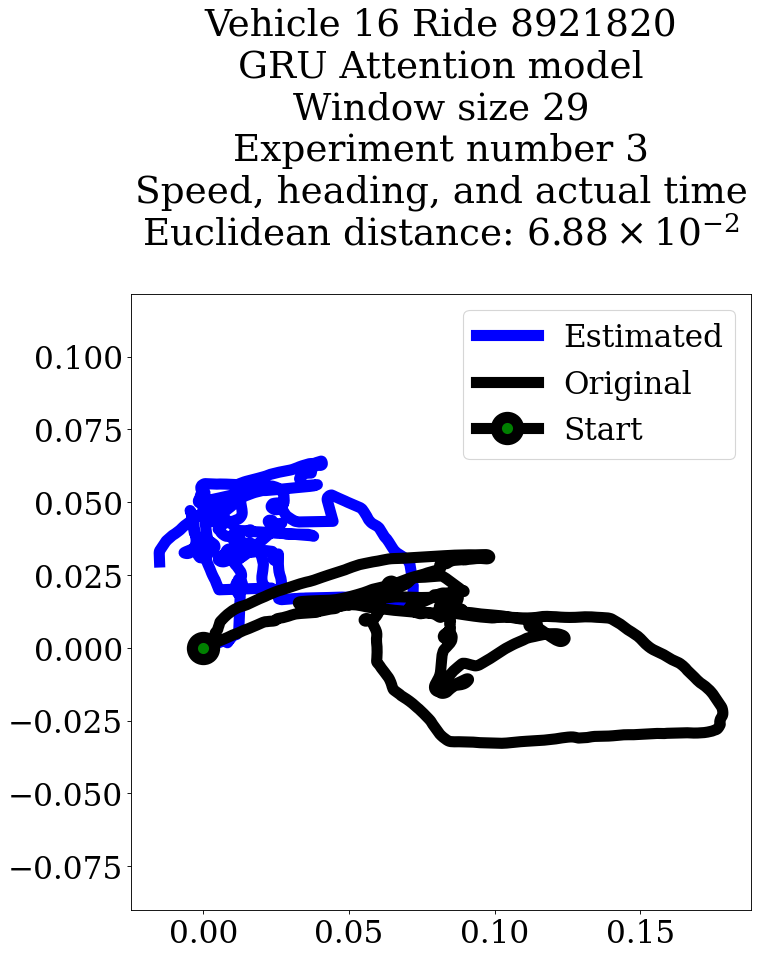 Vehicle 16 Ride 8921820
GRU Attention model
Window size 29
Experiment number 3
Speed, heading, and actual time
Euclidean distance: 6.88 × 10⁻²
Estimated
Original
Start
0.100
0.075
0.050
0.025
0.000
−0.025
−0.050
−0.075
0.00 0.05 0.10 0.15